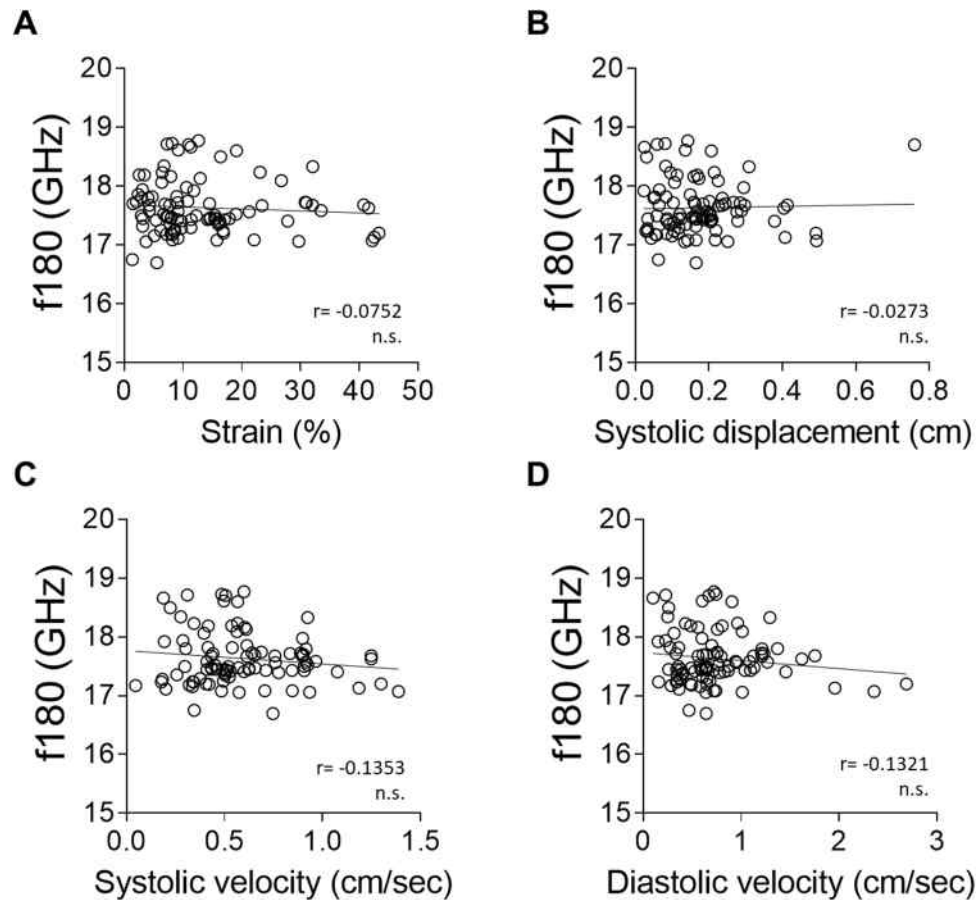 A
f180 (GHz)
20
19
18
17
16
15
0 10 20 30 40 50
Strain (%)
r= -0.0752
n.s.
B
f180 (GHz)
20
19
18
17
16
15
0.0 0.2 0.4 0.6 0.8
Systolic displacement (cm)
r= -0.0273
n.s.
C
f180 (GHz)
20
19
18
17
16
15
0.0 0.5 1.0 1.5
Systolic velocity (cm/sec)
r= -0.1353
n.s.
D
f180 (GHz)
20
19
18
17
16
15
0 1 2 3
Diastolic velocity (cm/sec)
r= -0.1321
n.s.